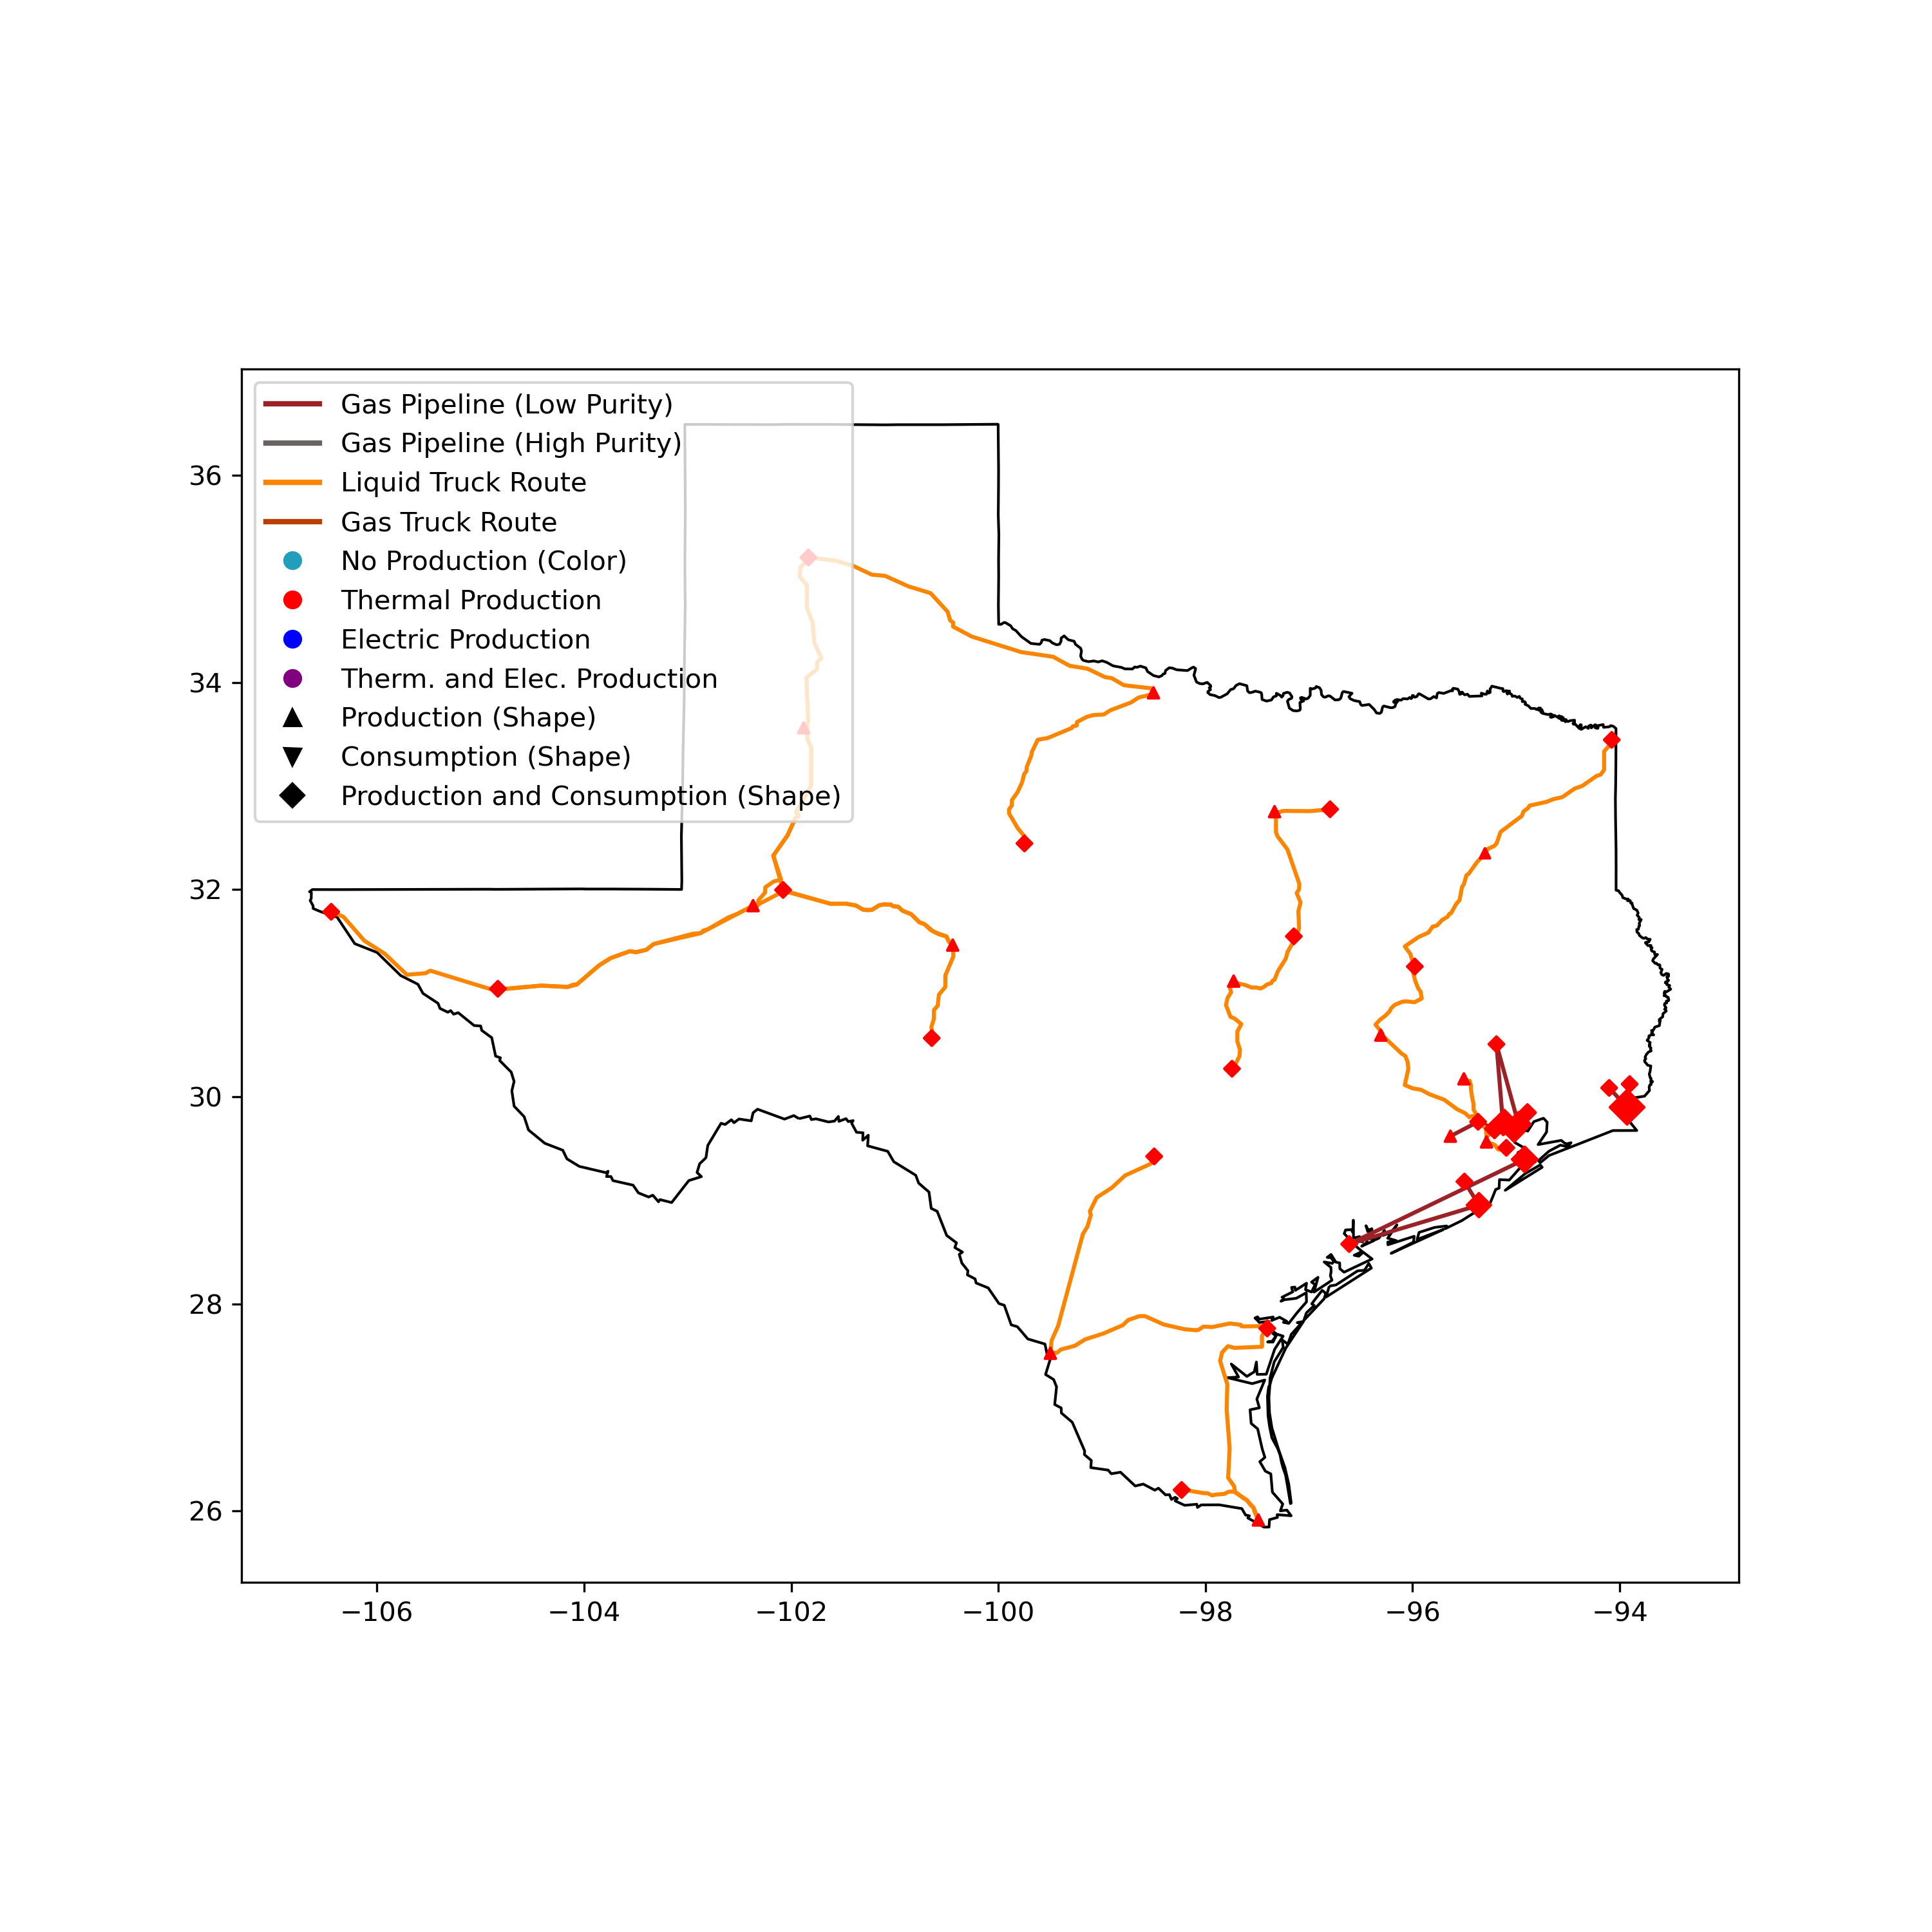 Gas Pipeline (Low Purity)
Gas Pipeline (High Purity)
Liquid Truck Route
Gas Truck Route
No Production (Color)
Thermal Production
Electric Production
Therm. and Elec. Production
Production (Shape)
Consumption (Shape)
Production and Consumption (Shape)
36
34
32
30
28
26
−106 −104 −102 −100 −98 −96 −94